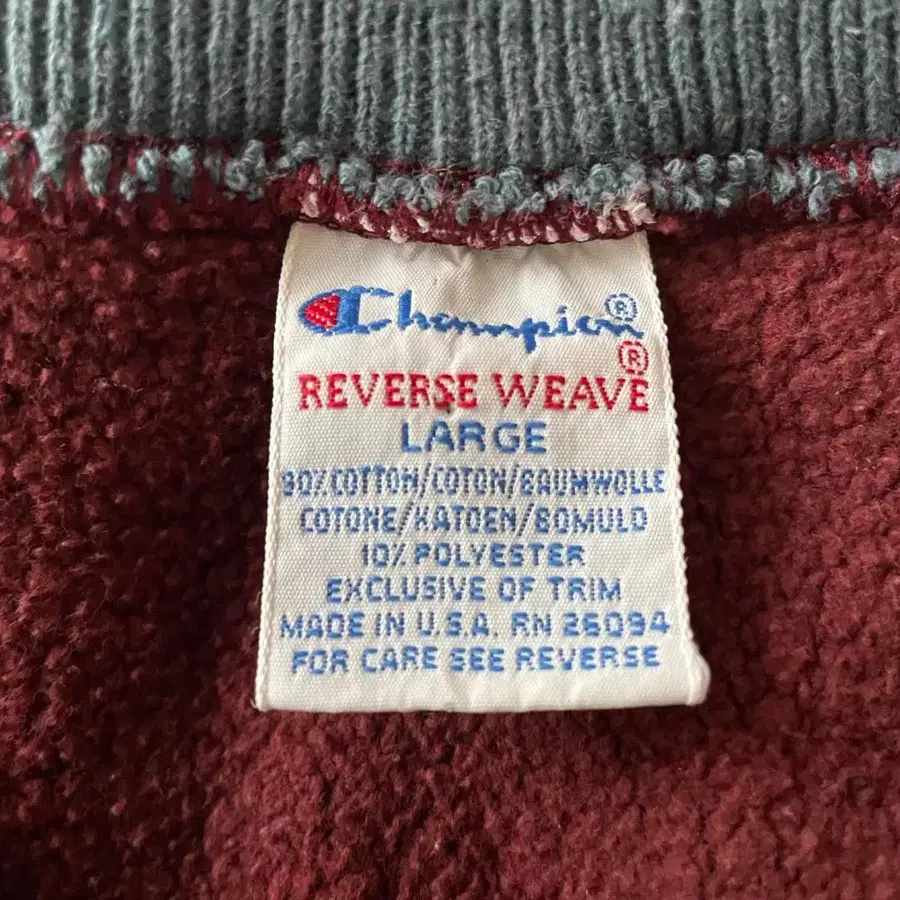 Champion®
REVERSE WEAVE®
LARGE
90% COTTON/COTON/BAUMWOLLE
COTONE/KATOEN/BOMULD
10% POLYESTER
EXCLUSIVE OF TRIM
MADE IN U.S.A. RN 26094
FOR CARE SEE REVERSE